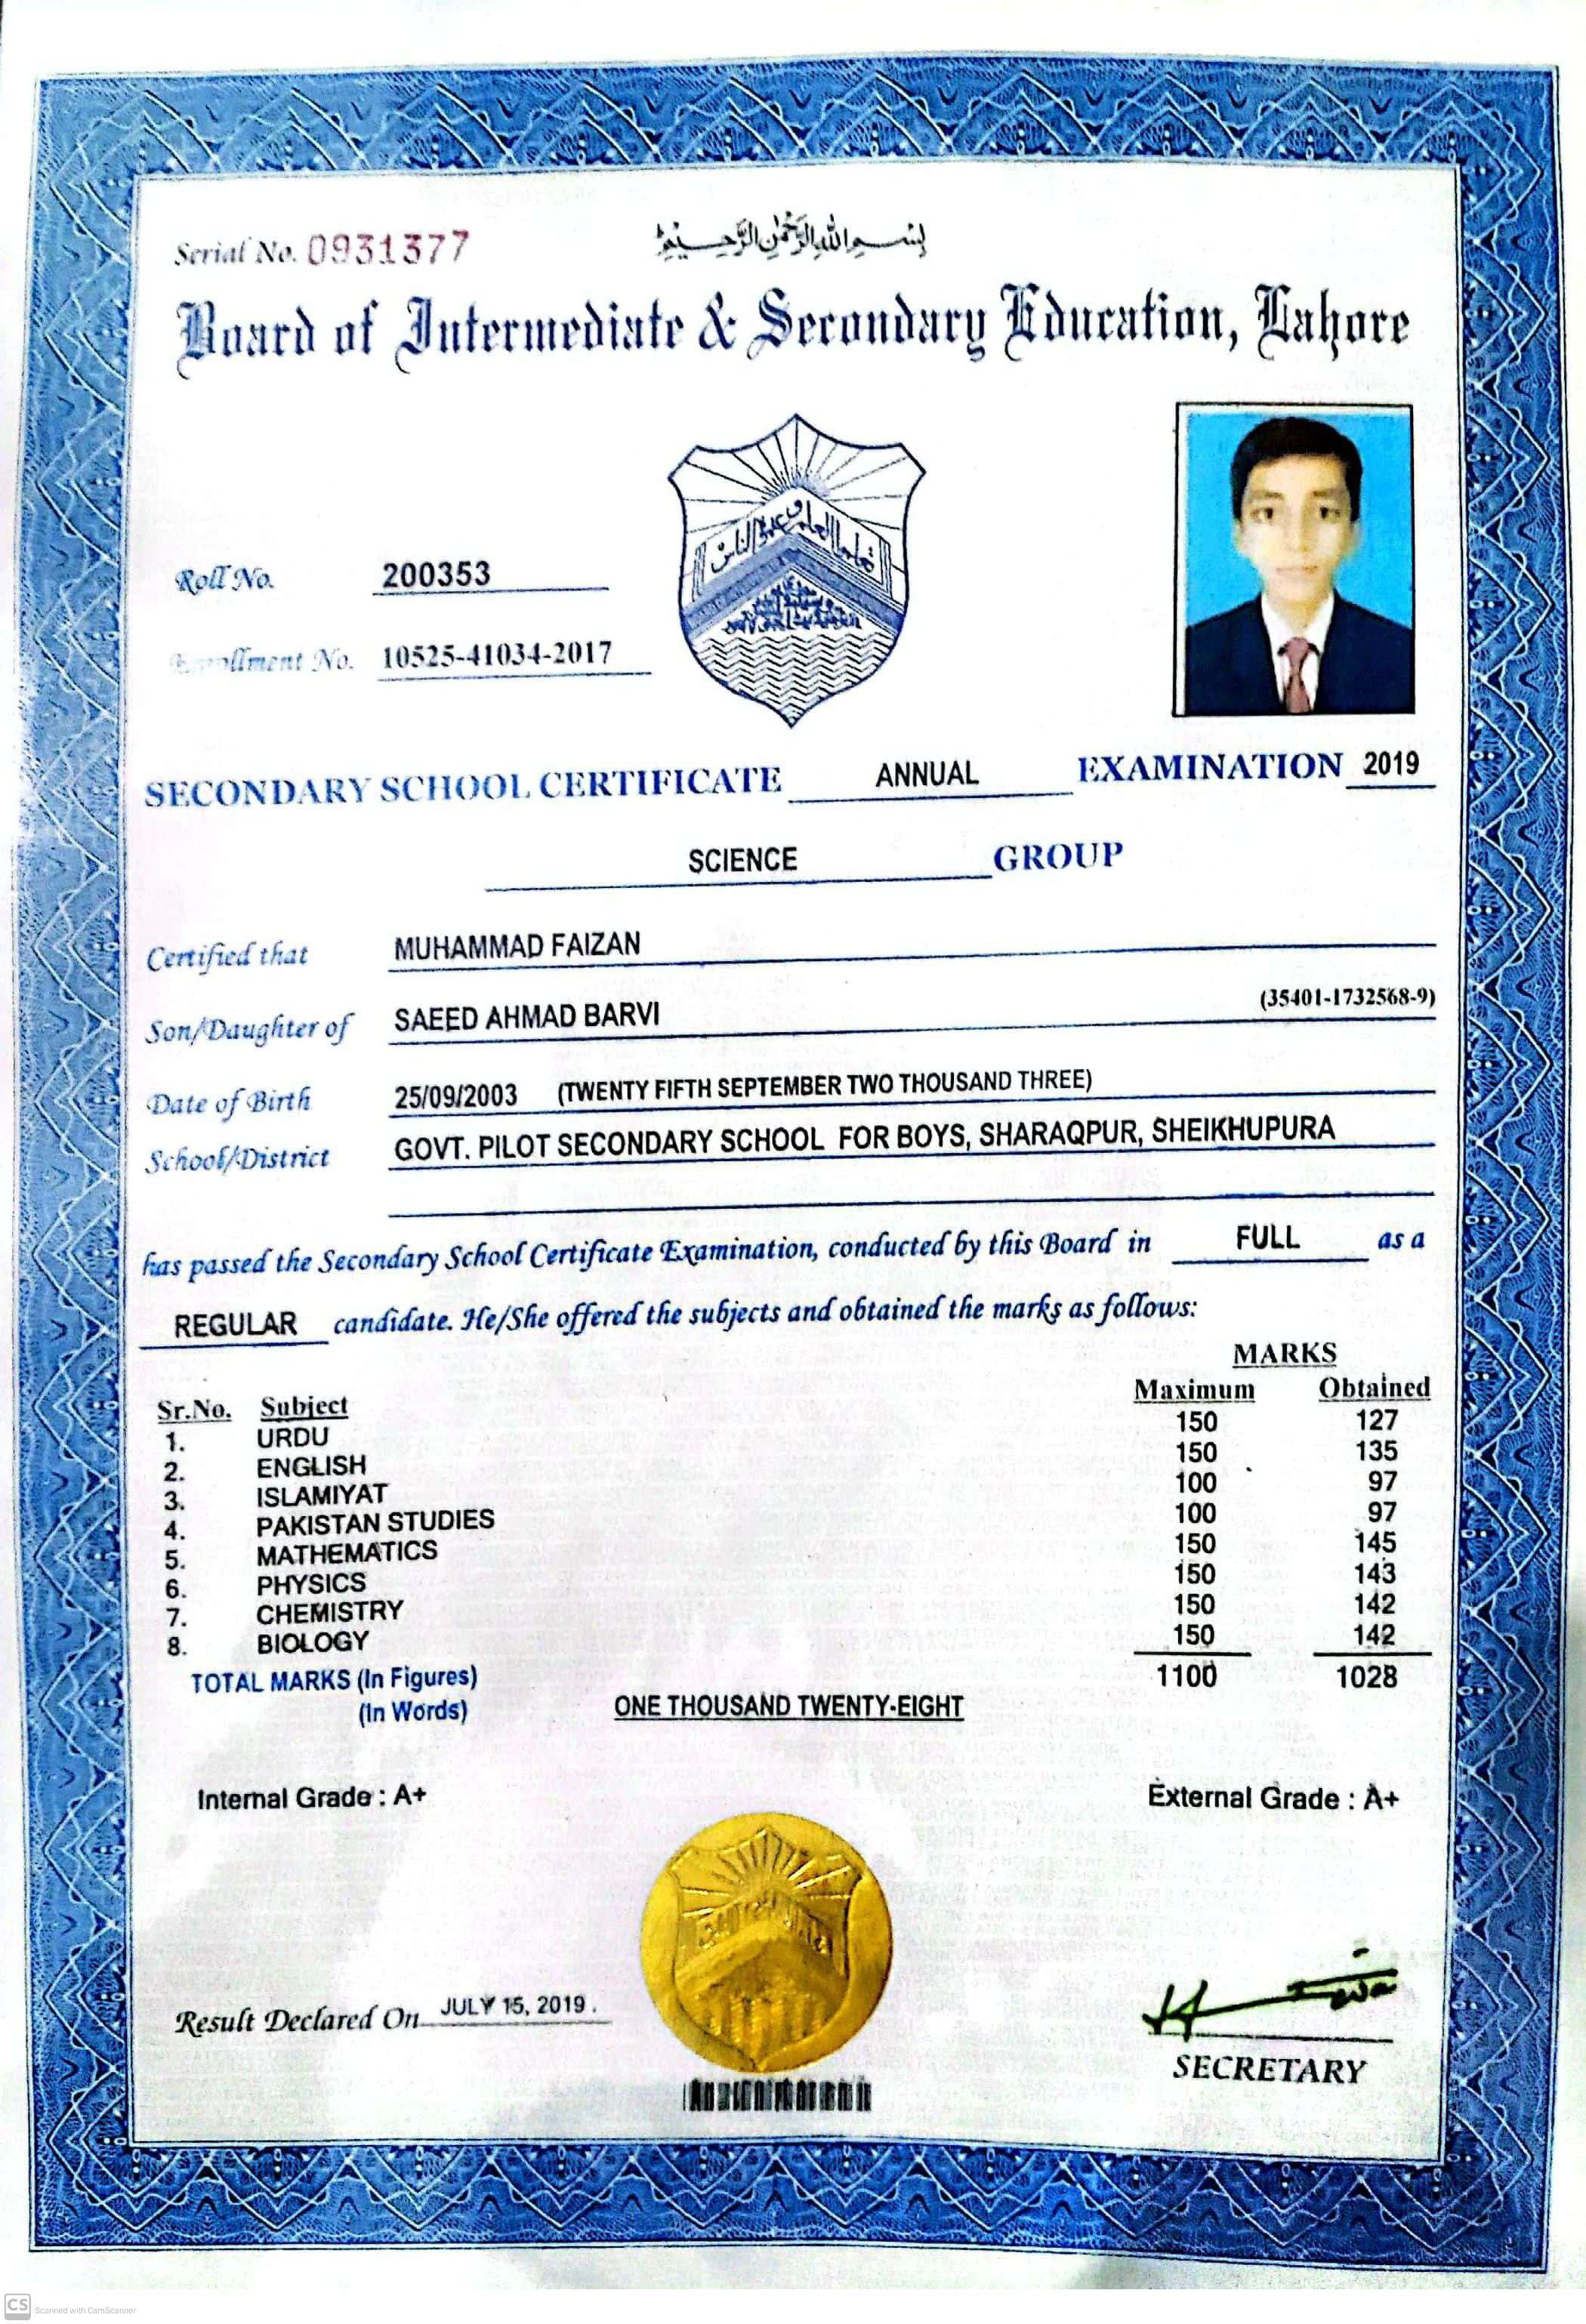 Serial No. 0931377
بِسْمِ اللهِ الرَّحْمٰنِ الرَّحِيْمِ
Board of Intermediate & Secondary Education, Lahore
Roll No. 200353
Enrollment No. 10525-41034-2017
SECONDARY SCHOOL CERTIFICATE ANNUAL EXAMINATION 2019
SCIENCE GROUP
Certified that MUHAMMAD FAIZAN
Son/Daughter of SAEED AHMAD BARVI (35401-1732568-9)
Date of Birth 25/09/2003 (TWENTY FIFTH SEPTEMBER TWO THOUSAND THREE)
School/District GOVT. PILOT SECONDARY SCHOOL FOR BOYS, SHARAQPUR, SHEIKHUPURA
has passed the Secondary School Certificate Examination, conducted by this Board in FULL as a
REGULAR candidate. He/She offered the subjects and obtained the marks as follows:
MARKS
Sr.No. Subject Maximum Obtained
1. URDU 150 127
2. ENGLISH 150 135
3. ISLAMIYAT 100 97
4. PAKISTAN STUDIES 100 97
5. MATHEMATICS 150 145
6. PHYSICS 150 143
7. CHEMISTRY 150 142
8. BIOLOGY 150 142
TOTAL MARKS (In Figures) 1100 1028
(In Words) ONE THOUSAND TWENTY-EIGHT
Internal Grade : A+ External Grade : A+
Result Declared On JULY 15, 2019.
SECRETARY
CS Scanned with CamScanner